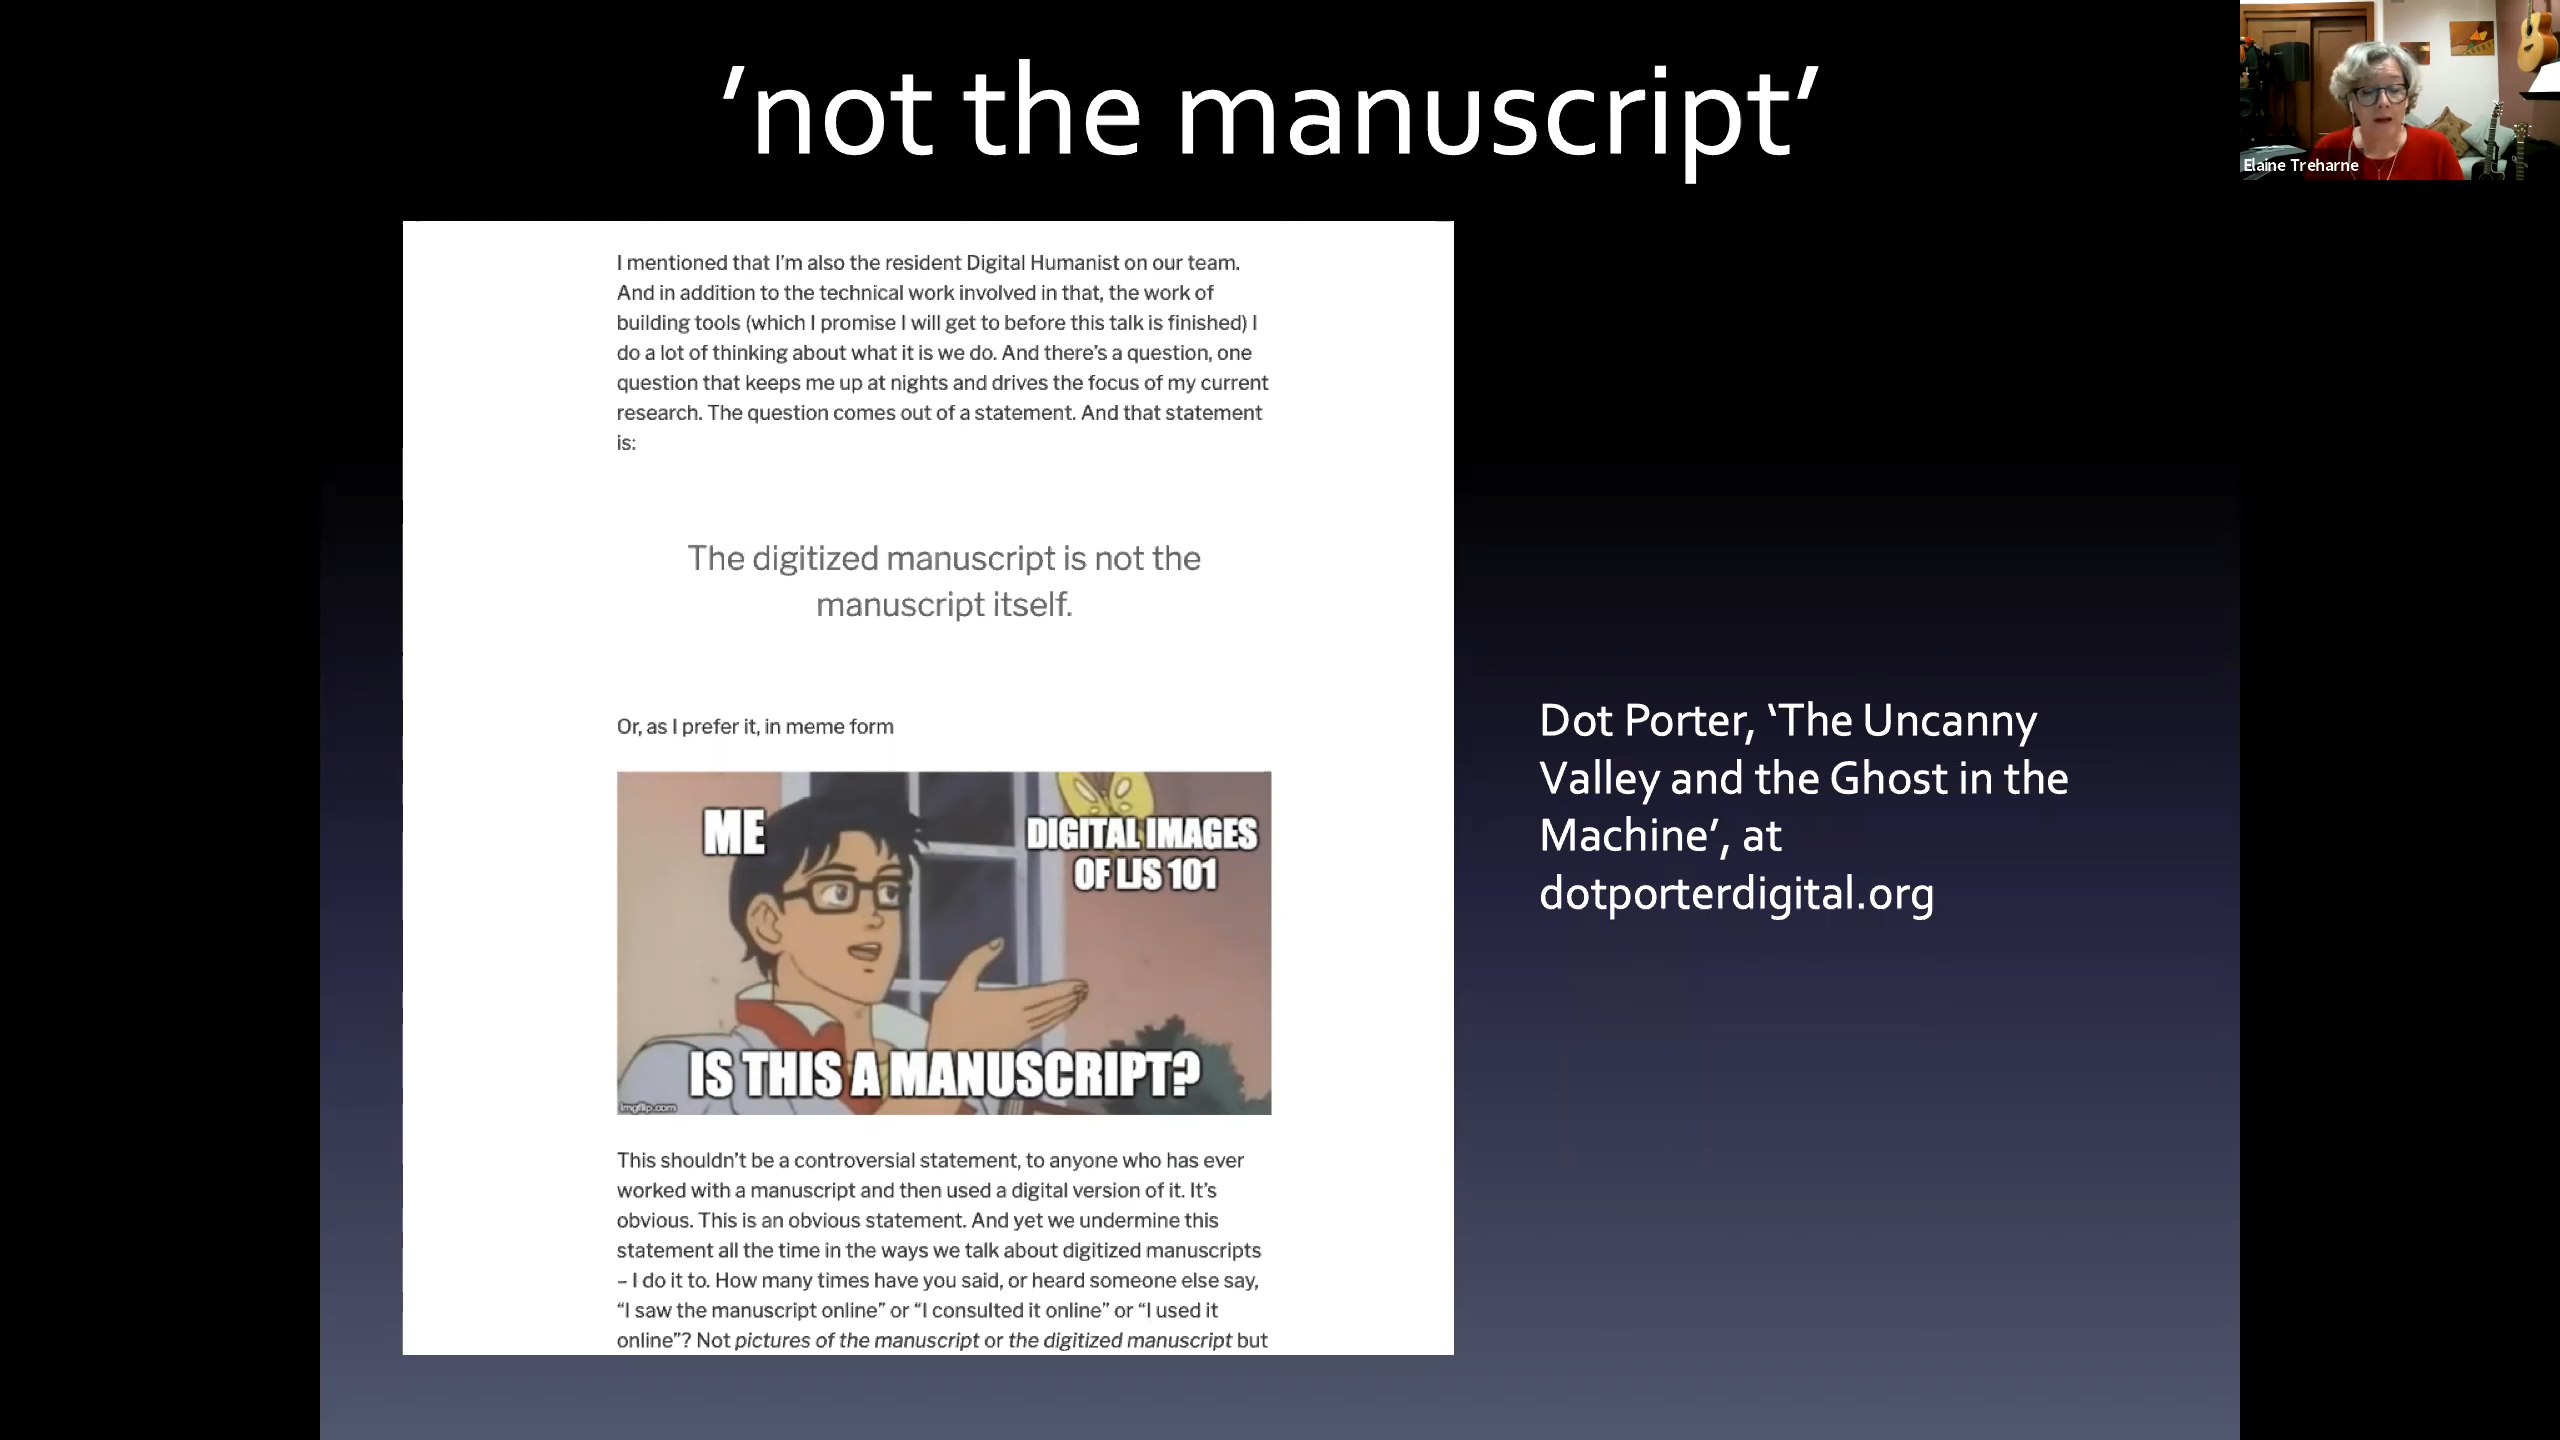 'not the manuscript'
Elaine Treharne
I mentioned that I'm also the resident Digital Humanist on our team.
And in addition to the technical work involved in that, the work of
building tools (which I promise I will get to before this talk is finished) I
do a lot of thinking about what it is we do. And there's a question, one
question that keeps me up at nights and drives the focus of my current
research. The question comes out of a statement. And that statement
is:
The digitized manuscript is not the
manuscript itself.
Or, as I prefer it, in meme form
ME
DIGITAL IMAGES
OF LJS 101
IS THIS A MANUSCRIPT?
imgflip.com
This shouldn't be a controversial statement, to anyone who has ever
worked with a manuscript and then used a digital version of it. It's
obvious. This is an obvious statement. And yet we undermine this
statement all the time in the ways we talk about digitized manuscripts
– I do it to. How many times have you said, or heard someone else say,
“I saw the manuscript online” or “I consulted it online” or “I used it
online”? Not pictures of the manuscript or the digitized manuscript but
Dot Porter, ‘The Uncanny
Valley and the Ghost in the
Machine’, at
dotporterdigital.org